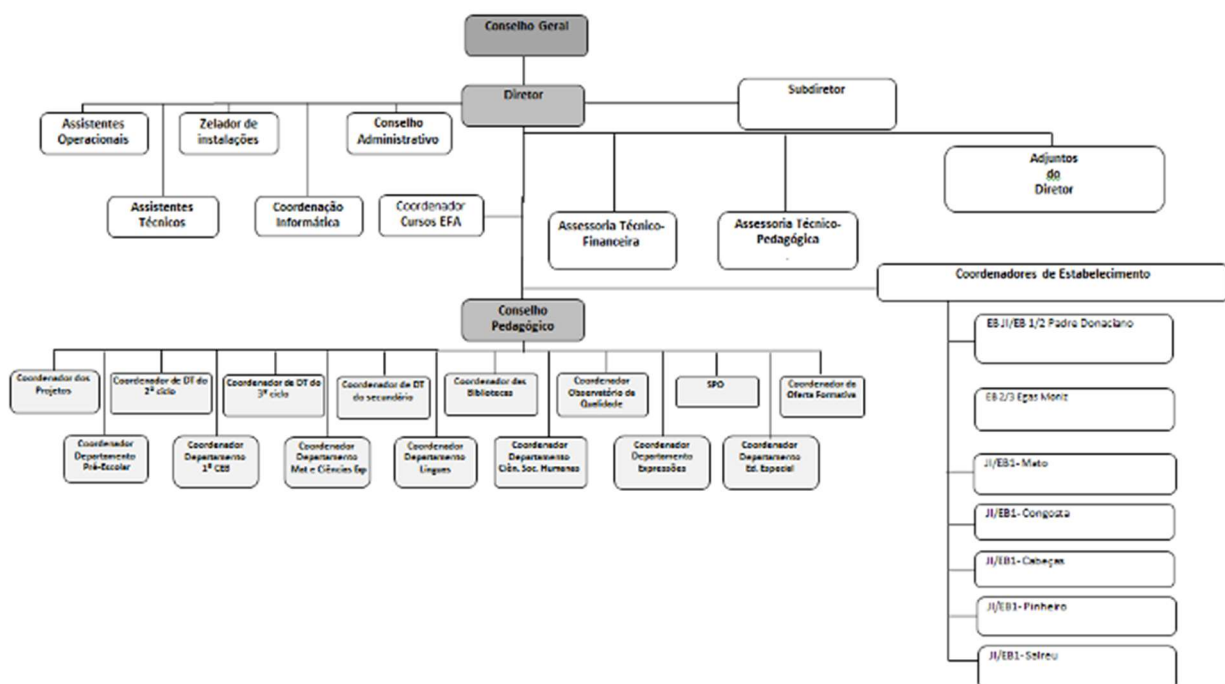 Conselho Geral
Diretor
Subdiretor
Assistentes
Operacionais
Zelador de
instalações
Conselho
Administrativo
Adjuntos
do
Diretor
Assistentes
Técnicos
Coordenação
Informática
Coordenador
Cursos EFA
Assessoria Técnico-
Financeira
Assessoria Técnico-
Pedagógica
.
Coordenadores de Estabelecimento
Conselho
Pedagógico
EB JI/EB 1/2 Padre Donaciano
EB 2/3 Egas Moniz
JI/EB1- Mato
JI/EB1- Congosta
JI/EB1- Cabeças
JI/EB1- Pinheiro
JI/EB1- Salreu
Coordenador dos
Projetos
Coordenador de DT do
2º ciclo
Coordenador de DT do
3º ciclo
Coordenador de DT
do secundário
Coordenador das
Bibliotecas
Coordenador
Observatório de
Qualidade
SPO
Coordenador da
Oferta Formativa
Coordenador
Departamento
Pré-Escolar
Coordenador
Departamento
1º CEB
Coordenador
Departamento
Mat e Ciências Exp
Coordenador
Departamento
Línguas
Coordenador
Departamento
Ciên. Soc. Humanas
Coordenador
Departamento
Expressões
Coordenador
Departamento
Ed. Especial